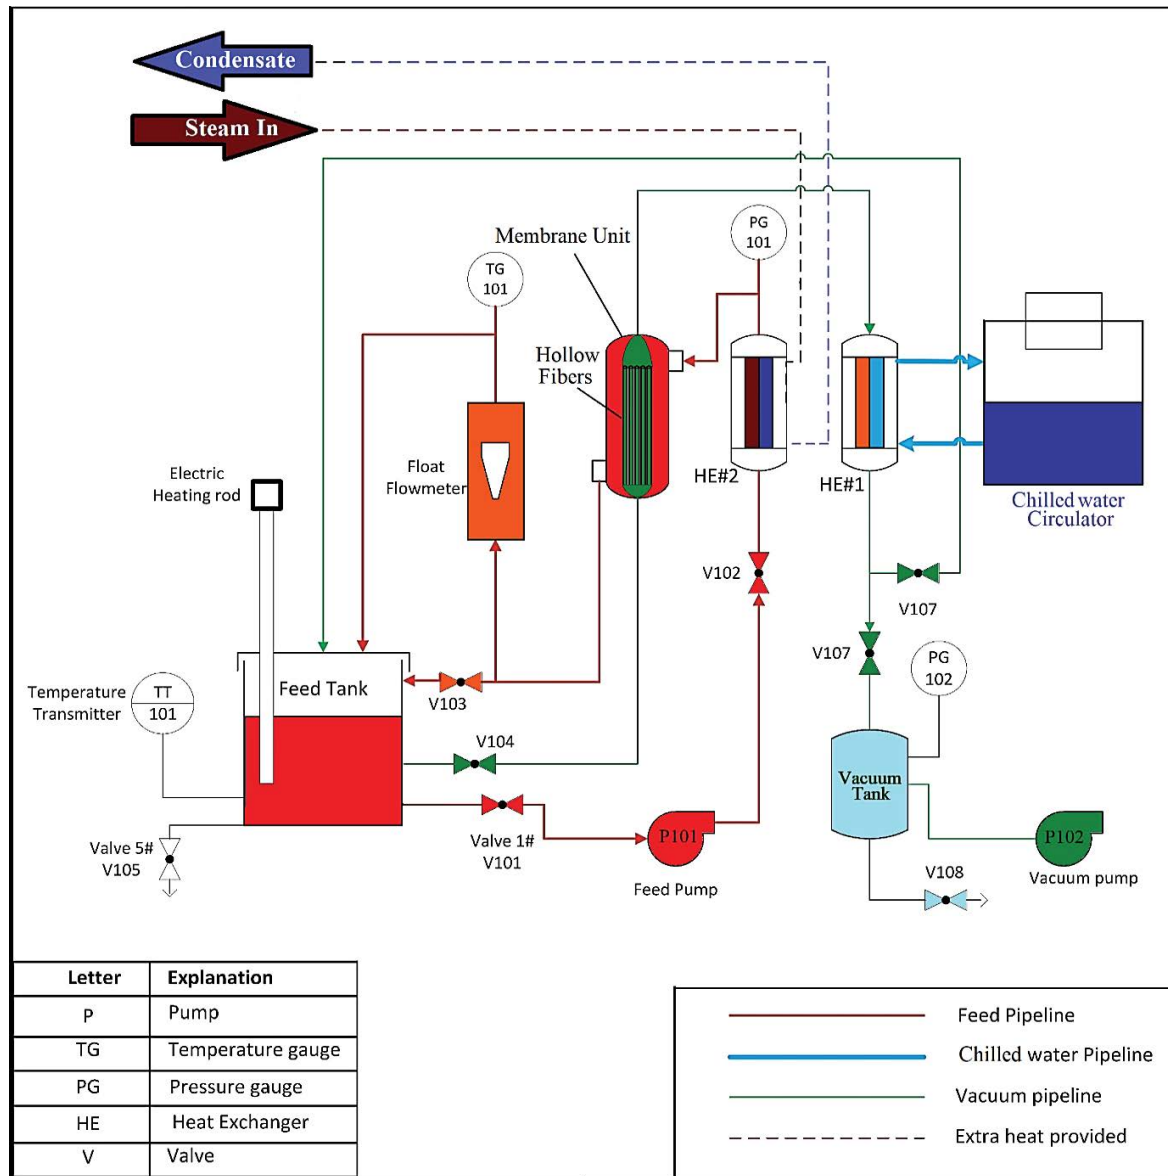 Condensate
Steam In
PG
101
Membrane Unit
TG
101
Hollow
Fibers
Float
Flowmeter
HE#2
HE#1
Chilled water
Circulator
Electric
Heating rod
V102
V107
V107
PG
102
Temperature
Transmitter
TT
101
Feed Tank
V103
V104
Vacuum
Tank
Valve 1#
V101
P101
Feed Pump
P102
Vacuum pump
Valve 5#
V105
V108
Letter Explanation
P Pump
TG Temperature gauge
PG Pressure gauge
HE Heat Exchanger
V Valve
Feed Pipeline
Chilled water Pipeline
Vacuum pipeline
Extra heat provided